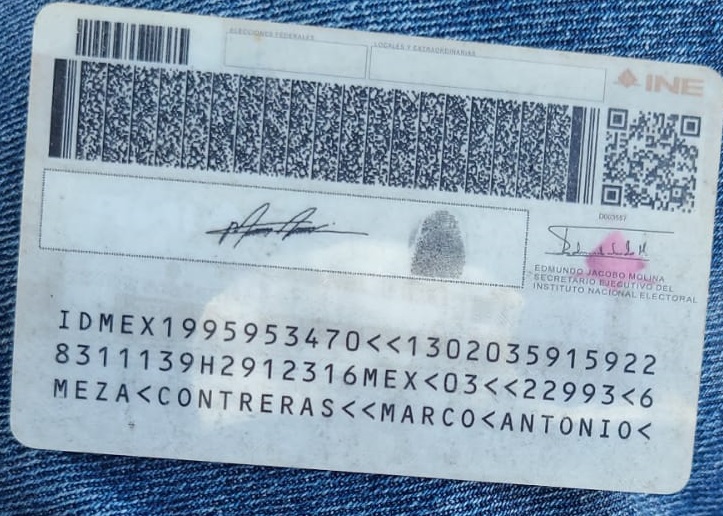 ELECCIONES FEDERALES
LOCALES Y EXTRAORDINARIAS
INE
EDMUNDO JACOBO MOLINA
SECRETARIO EJECUTIVO DEL
INSTITUTO NACIONAL ELECTORAL
IDMEX1995953470<<1302035915922
8311139H2912316MEX<03<<22993<6
MEZA<CONTRERAS<<MARCO<ANTONIO<